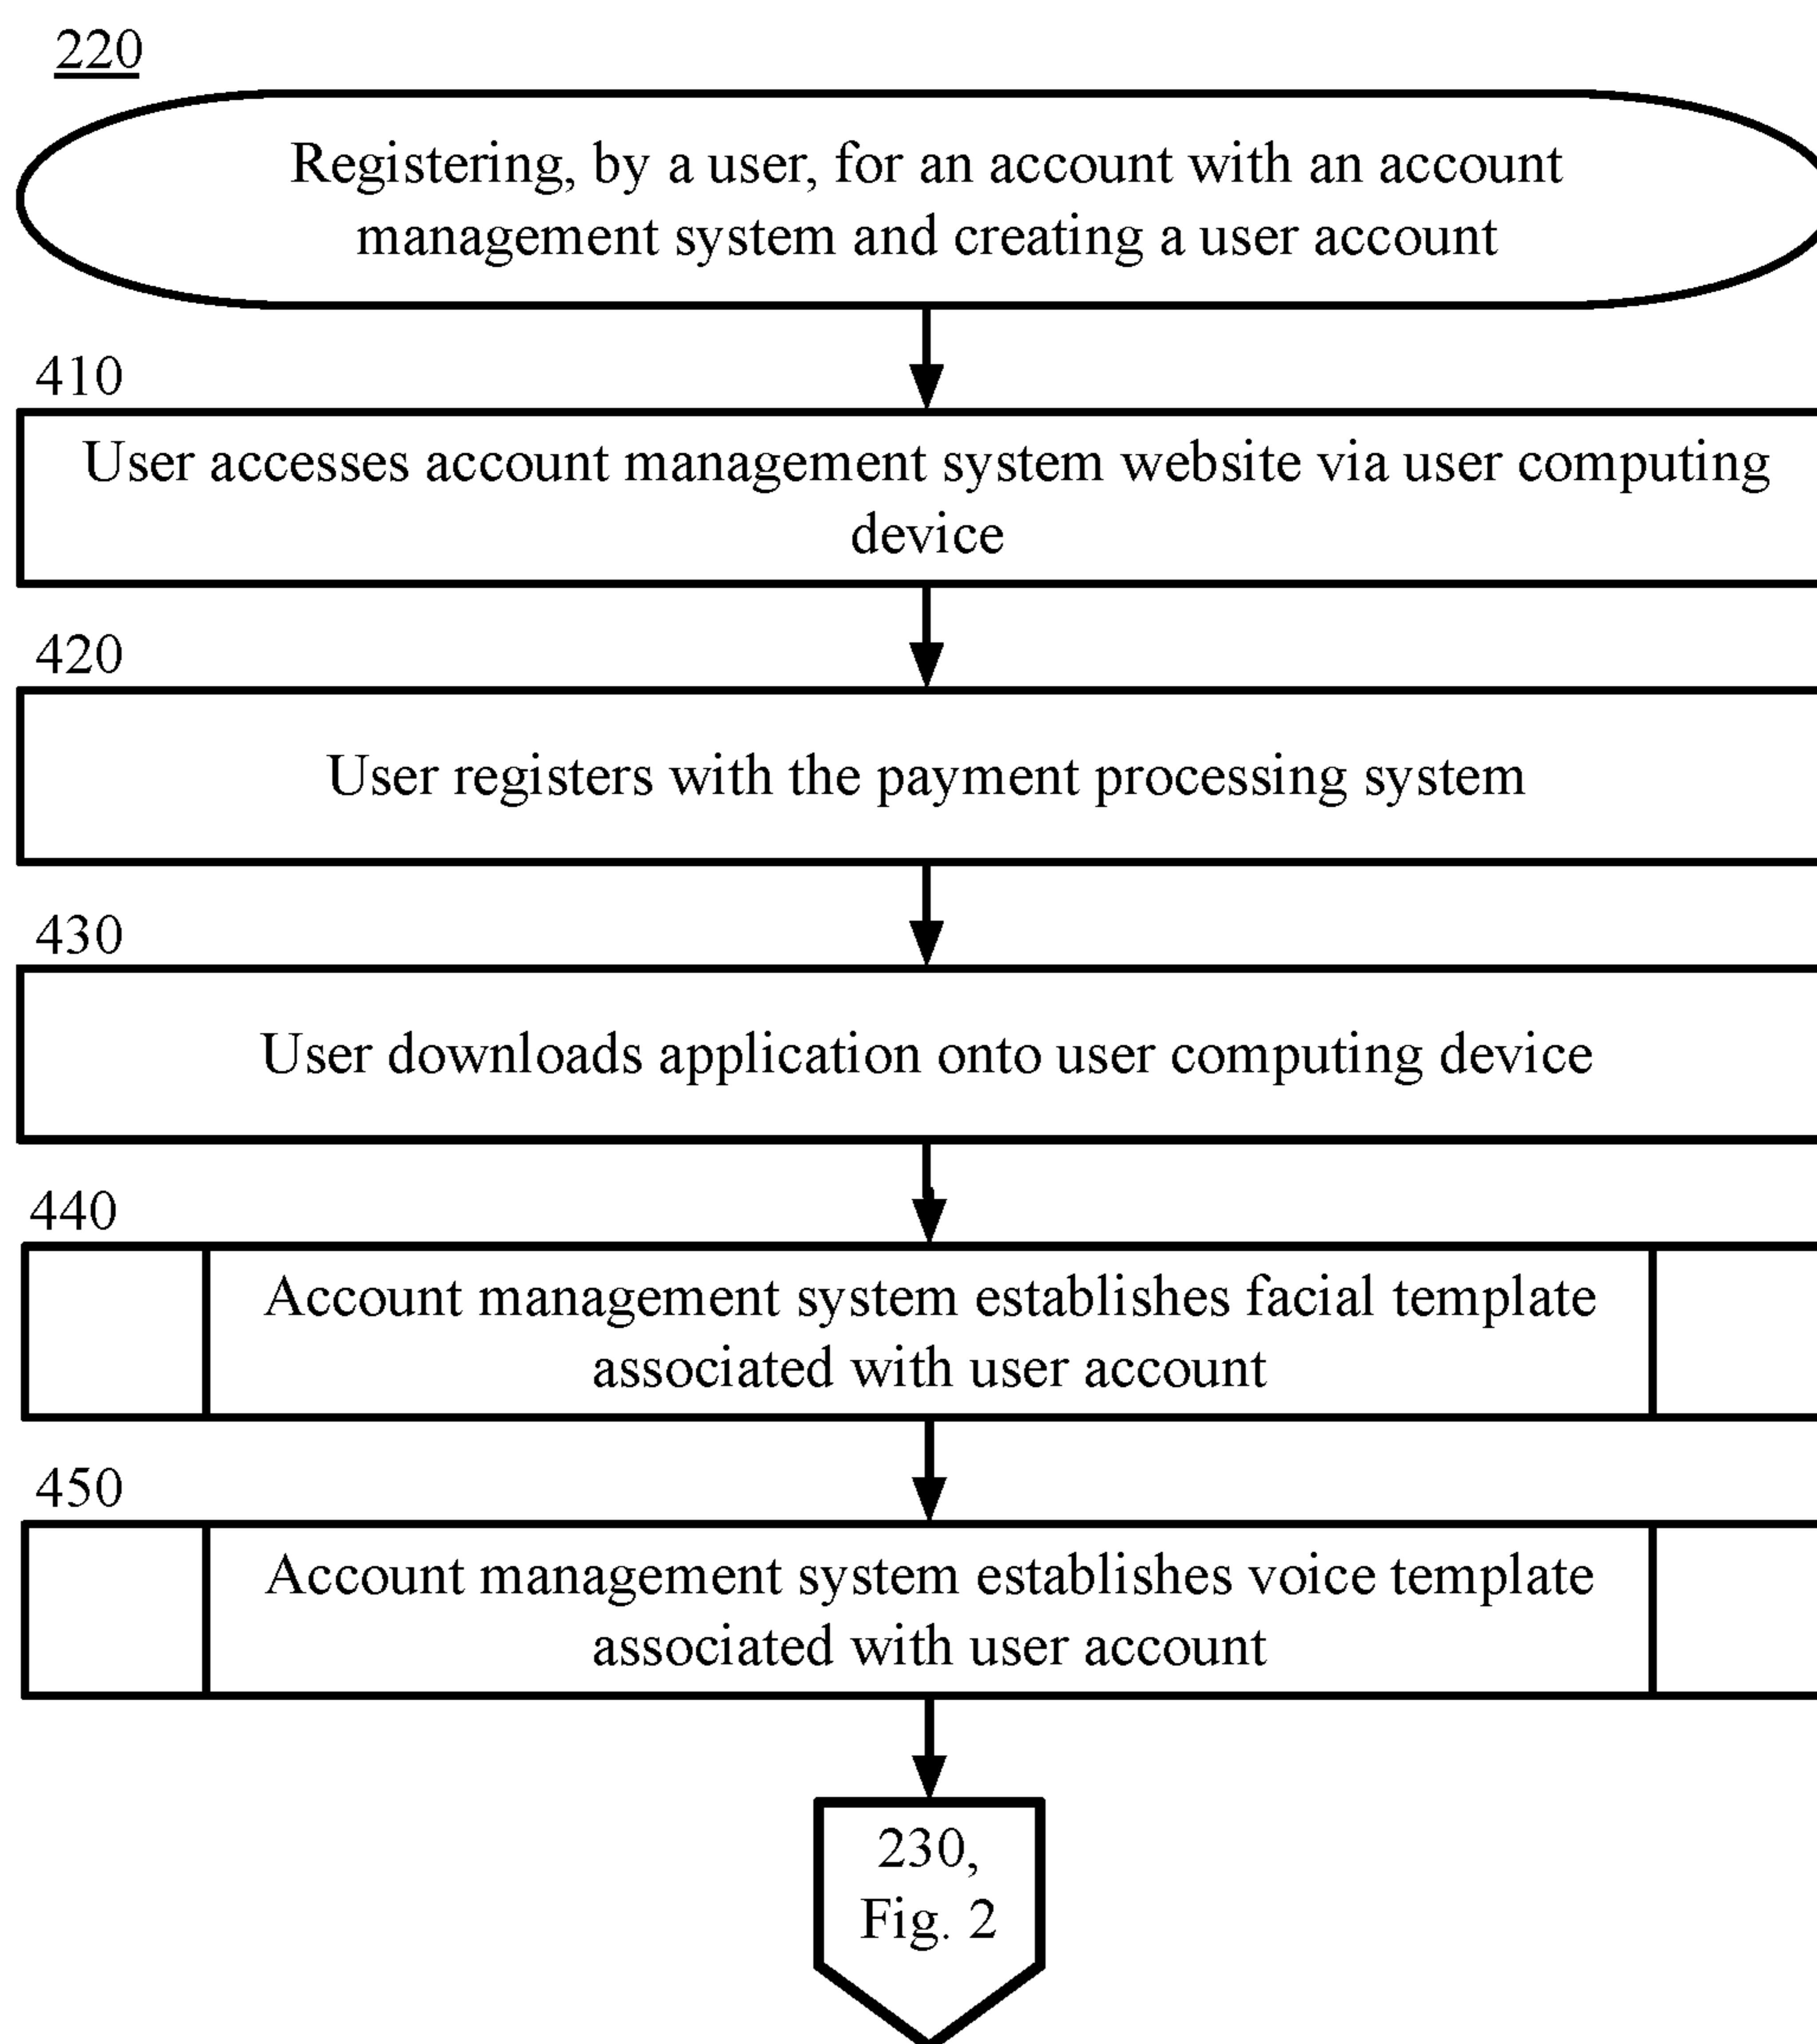 220
Registering, by a user, for an account with an account
management system and creating a user account
410
User accesses account management system website via user computing
device
420
User registers with the payment processing system
430
User downloads application onto user computing device
440
Account management system establishes facial template
associated with user account
450
Account management system establishes voice template
associated with user account
230,
Fig. 2